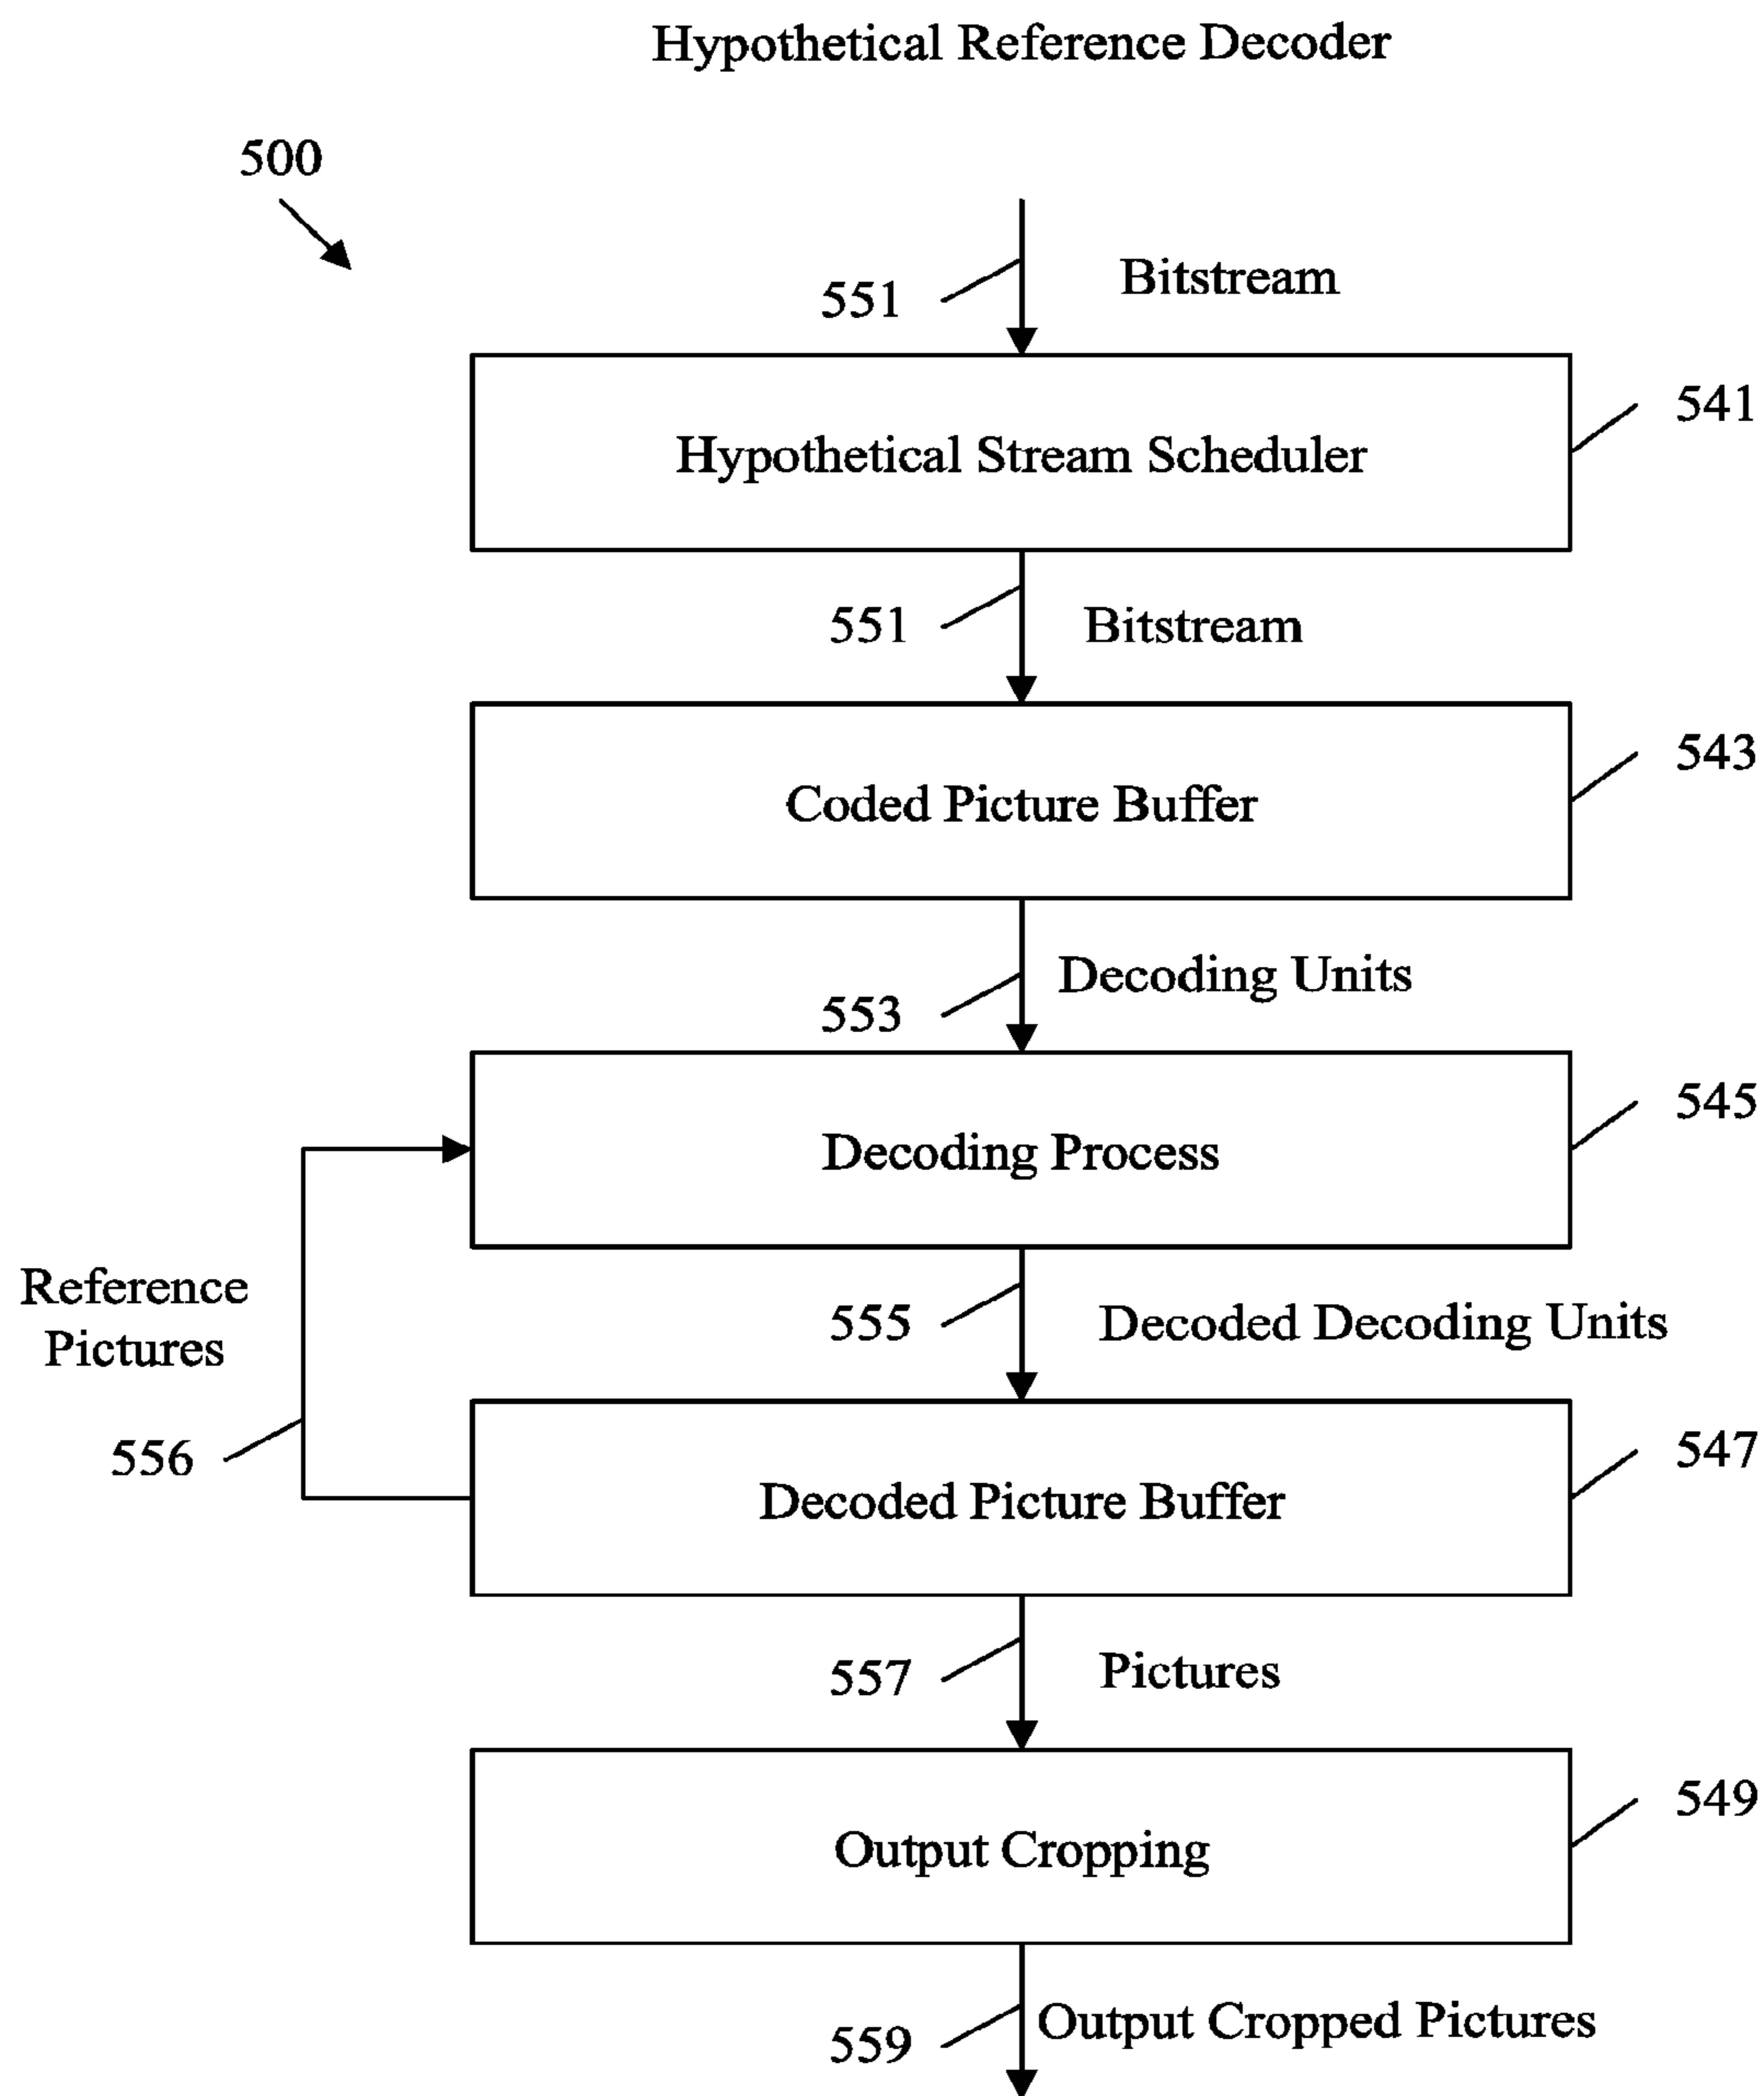 Hypothetical Reference Decoder
500
551
Bitstream
Hypothetical Stream Scheduler
541
551
Bitstream
Coded Picture Buffer
543
553
Decoding Units
Decoding Process
545
Reference
Pictures
555
Decoded Decoding Units
556
Decoded Picture Buffer
547
557
Pictures
Output Cropping
549
559
Output Cropped Pictures